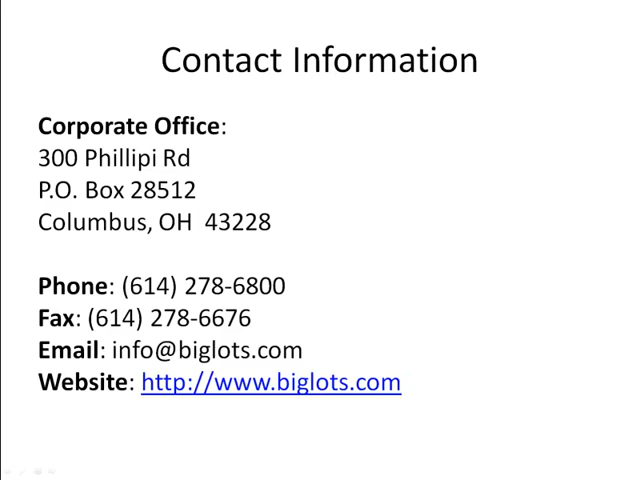 Contact Information
Corporate Office:
300 Phillipi Rd
P.O. Box 28512
Columbus, OH  43228
Phone: (614) 278-6800
Fax: (614) 278-6676
Email: info@biglots.com
Website: http://www.biglots.com